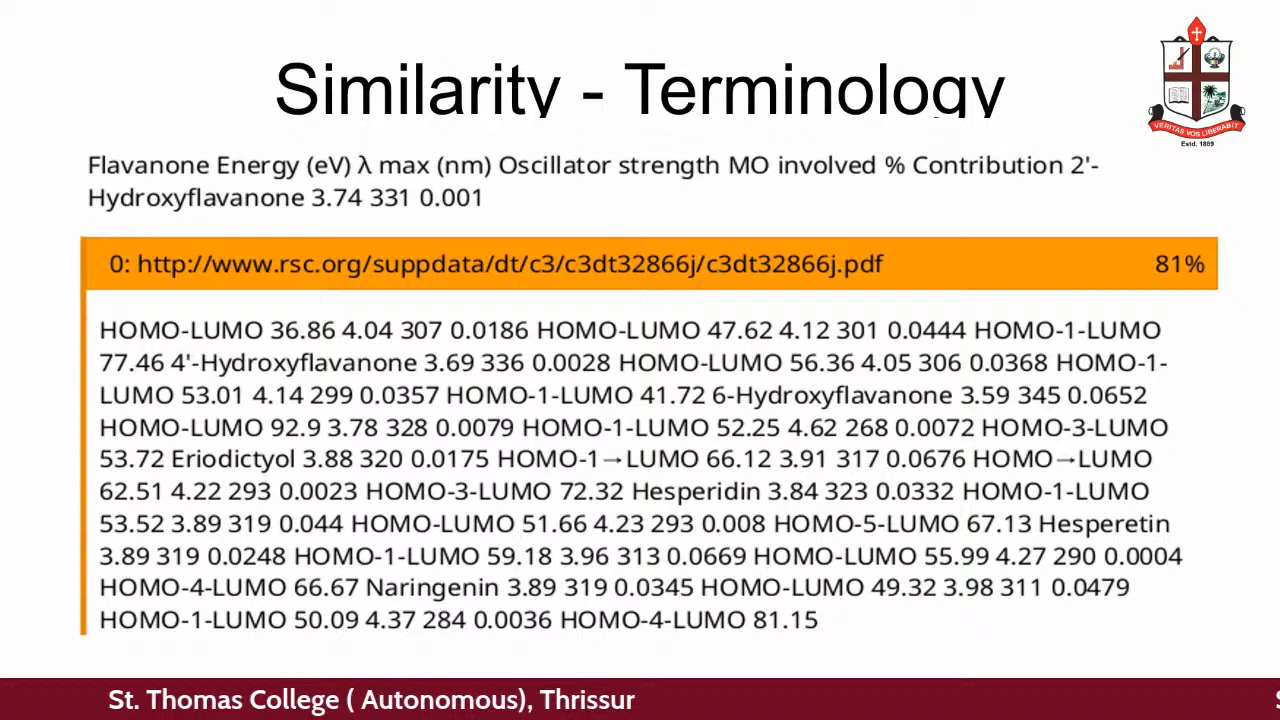 Similarity - Terminology
VERITAS VOS LIBERABIT
Estd. 1889
Flavanone Energy (eV) λ max (nm) Oscillator strength MO involved % Contribution 2'-
Hydroxyflavanone 3.74 331 0.001
0: http://www.rsc.org/suppdata/dt/c3/c3dt32866j/c3dt32866j.pdf 81%
HOMO-LUMO 36.86 4.04 307 0.0186 HOMO-LUMO 47.62 4.12 301 0.0444 HOMO-1-LUMO
77.46 4'-Hydroxyflavanone 3.69 336 0.0028 HOMO-LUMO 56.36 4.05 306 0.0368 HOMO-1-
LUMO 53.01 4.14 299 0.0357 HOMO-1-LUMO 41.72 6-Hydroxyflavanone 3.59 345 0.0652
HOMO-LUMO 92.9 3.78 328 0.0079 HOMO-1-LUMO 52.25 4.62 268 0.0072 HOMO-3-LUMO
53.72 Eriodictyol 3.88 320 0.0175 HOMO-1→LUMO 66.12 3.91 317 0.0676 HOMO→LUMO
62.51 4.22 293 0.0023 HOMO-3-LUMO 72.32 Hesperidin 3.84 323 0.0332 HOMO-1-LUMO
53.52 3.89 319 0.044 HOMO-LUMO 51.66 4.23 293 0.008 HOMO-5-LUMO 67.13 Hesperetin
3.89 319 0.0248 HOMO-1-LUMO 59.18 3.96 313 0.0669 HOMO-LUMO 55.99 4.27 290 0.0004
HOMO-4-LUMO 66.67 Naringenin 3.89 319 0.0345 HOMO-LUMO 49.32 3.98 311 0.0479
HOMO-1-LUMO 50.09 4.37 284 0.0036 HOMO-4-LUMO 81.15
St. Thomas College ( Autonomous), Thrissur